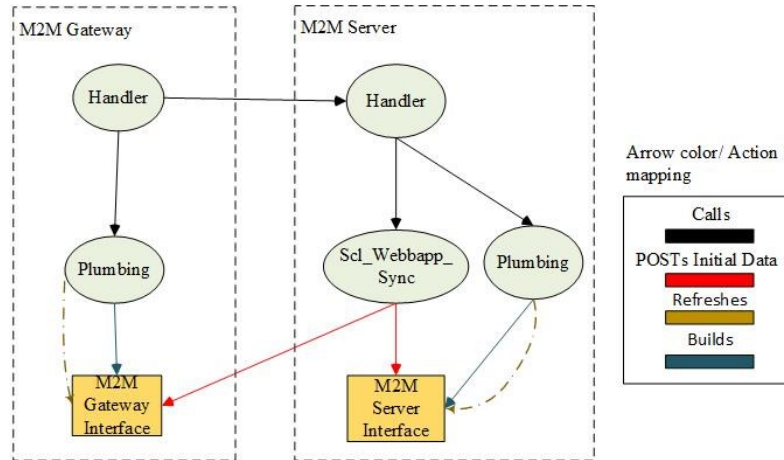 M2M Gateway
M2M Server
Handler
Handler
Arrow color/ Action
mapping
Calls
POSTs Initial Data
Refreshes
Builds
Plumbing
Scl_Webbapp_
Sync
Plumbing
M2M
Gateway
Interface
M2M
Server
Interface